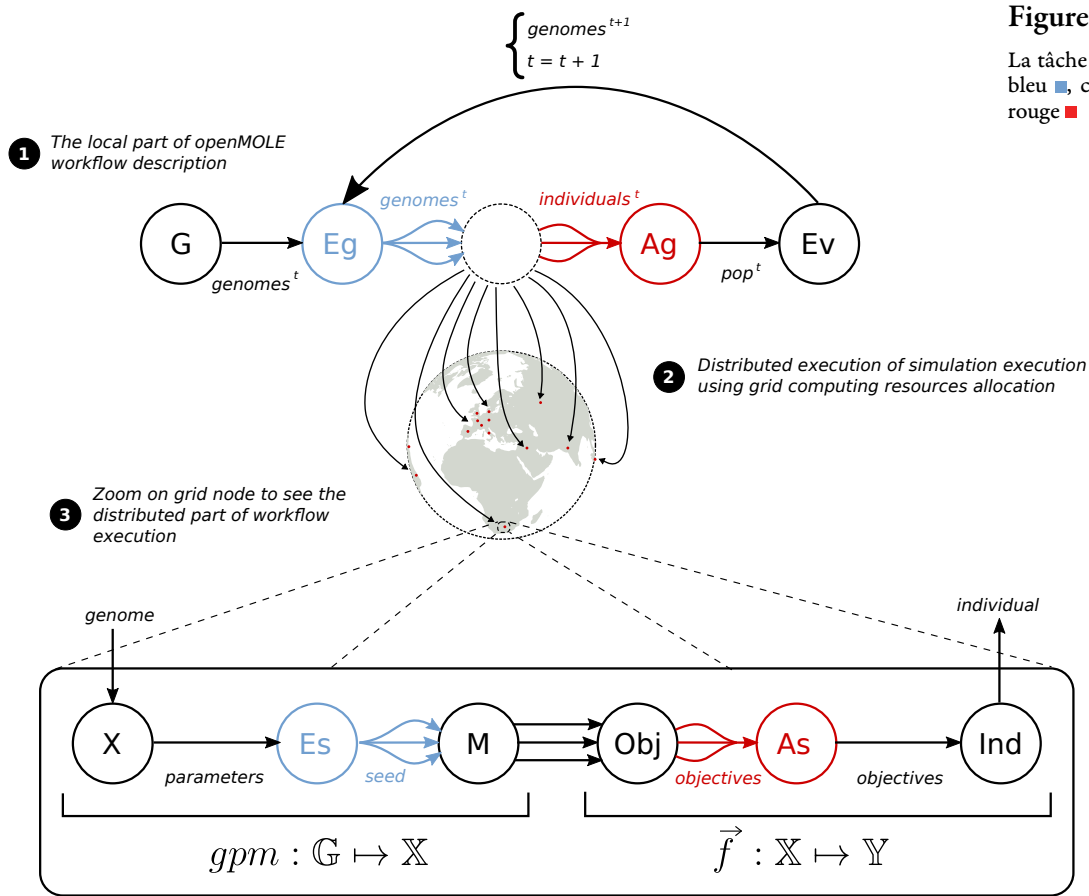 Figure
La tâche
bleu , c
rouge
genomes^t+1
t = t + 1
1 The local part of openMOLE
workflow description
genomes^t
individuals^t
G
Eg
Ag
Ev
genomes^t
pop^t
2 Distributed execution of simulation execution
using grid computing resources allocation
3 Zoom on grid node to see the
distributed part of workflow
execution
genome
individual
X
Es
M
Obj
As
Ind
parameters
seed
objectives
objectives
gpm : 𝔾 ↦ 𝕏
f⃗ : 𝕏 ↦ 𝕐